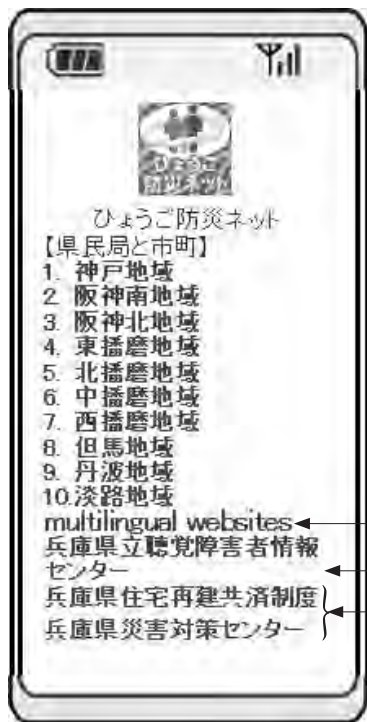 ひょうご
防災ネット
ひょうご防災ネット
【県民局と市町】
1. 神戸地域
2. 阪神南地域
3. 阪神北地域
4. 東播磨地域
5. 北播磨地域
6. 中播磨地域
7. 西播磨地域
8. 但馬地域
9. 丹波地域
10.淡路地域
multilingual websites
兵庫県立聴覚障害者情報
センター
兵庫県住宅再建共済制度
兵庫県災害対策センター